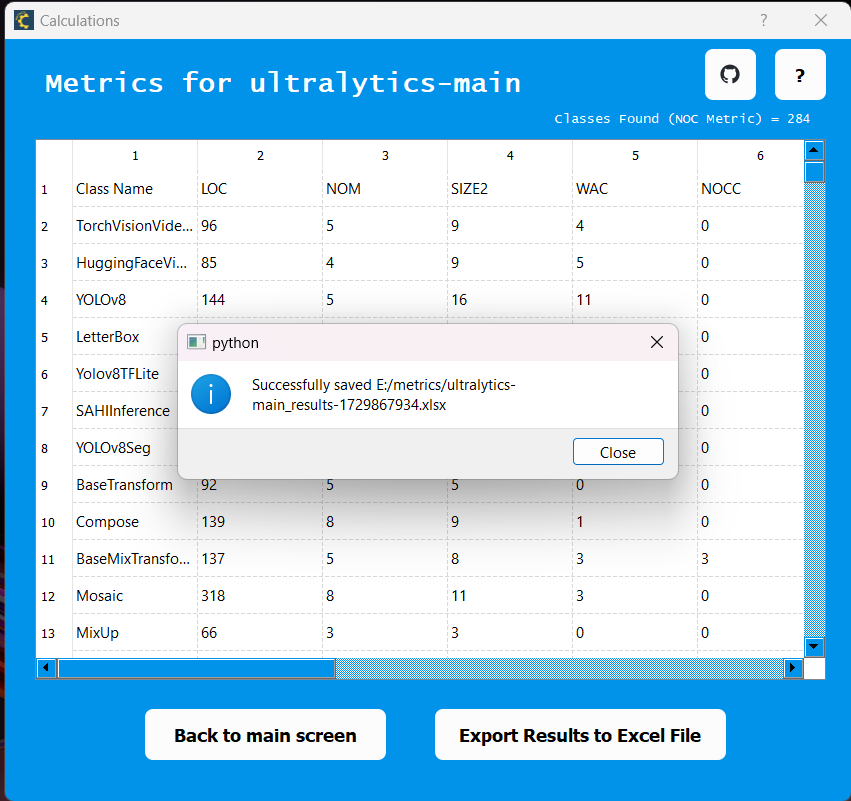 Calculations ? ×
Metrics for ultralytics-main
?
Classes Found (NOC Metric) = 284
1 2 3 4 5 6
1 Class Name LOC NOM SIZE2 WAC NOCC
2 TorchVisionVide... 96 5 9 4 0
3 HuggingFaceVi... 85 4 9 5 0
4 YOLOv8 144 5 16 11 0
5 LetterBox 0
6 Yolov8TFLite 0
7 SAHIInference 0
8 YOLOv8Seg 0
9 BaseTransform 92 5 5 0 0
10 Compose 139 8 9 1 0
11 BaseMixTransfo... 137 5 8 3 3
12 Mosaic 318 8 11 3 0
13 MixUp 66 3 3 0 0
python
Successfully saved E:/metrics/ultralytics-
main_results-1729867934.xlsx
Close
Back to main screen
Export Results to Excel File